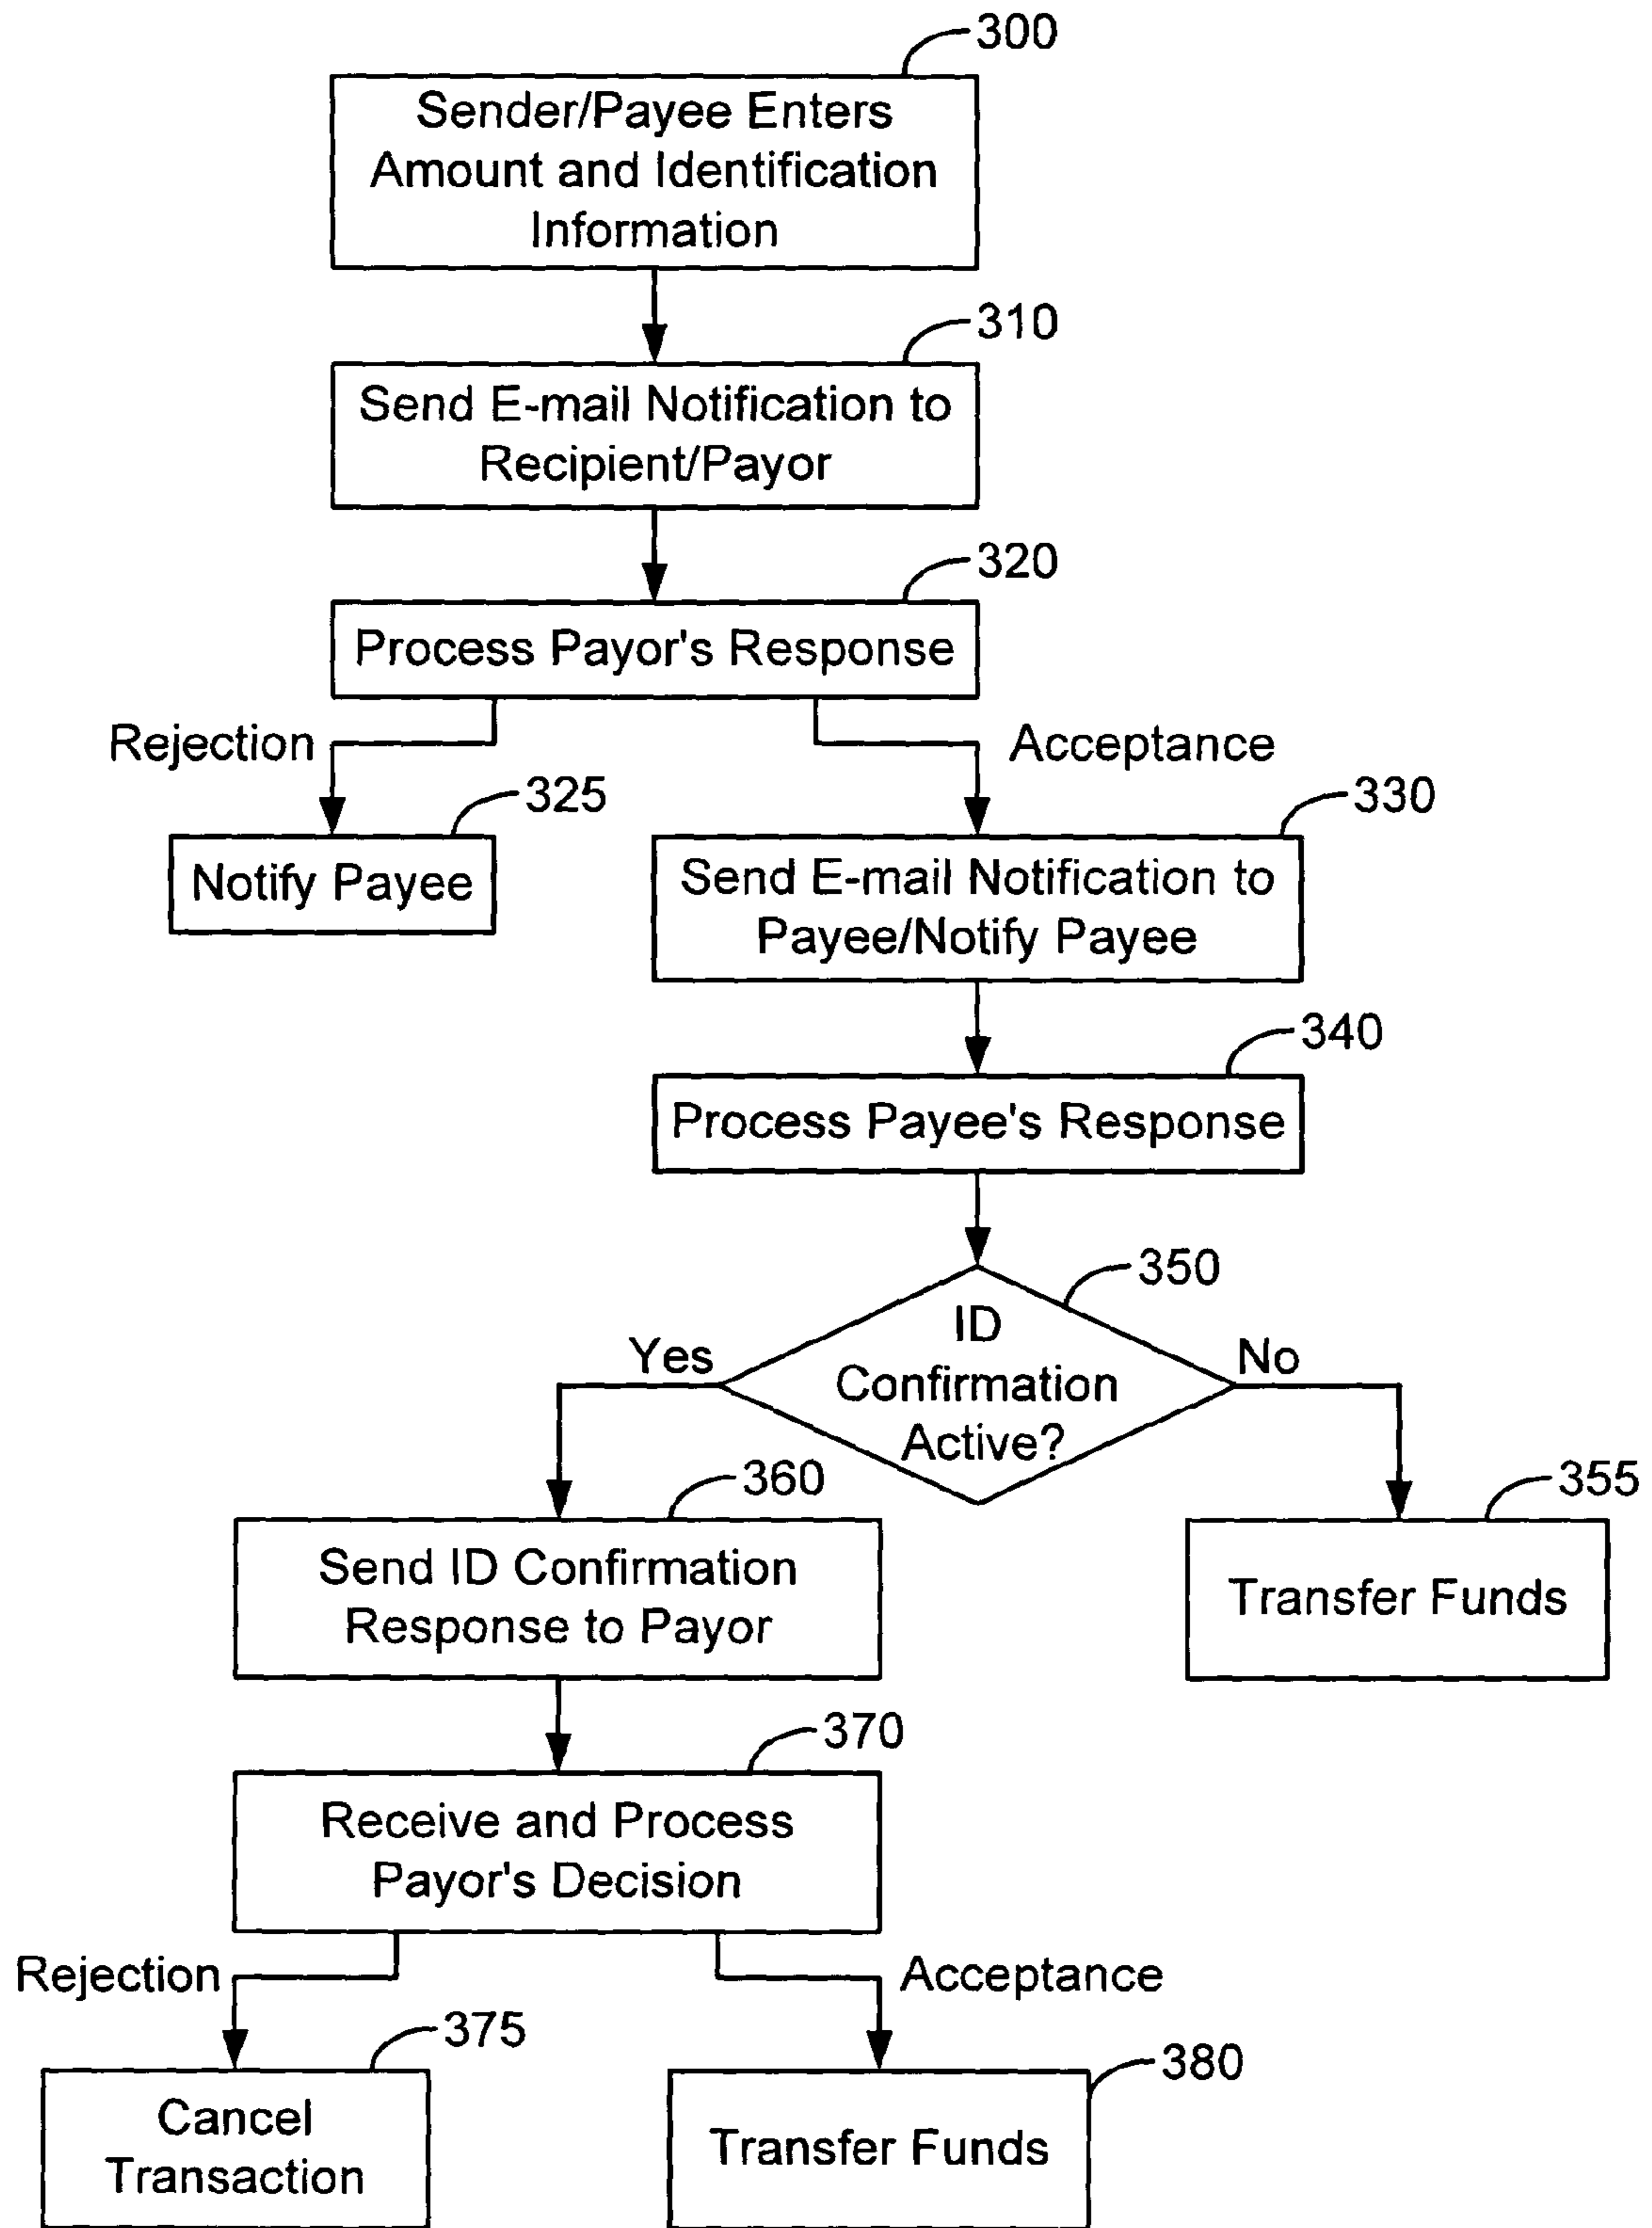 300
Sender/Payee Enters
Amount and Identification
Information
310
Send E-mail Notification to
Recipient/Payor
320
Process Payor's Response
Rejection
Acceptance
325
Notify Payee
330
Send E-mail Notification to
Payee/Notify Payee
340
Process Payee's Response
350
ID
Confirmation
Active?
Yes
No
360
Send ID Confirmation
Response to Payor
355
Transfer Funds
370
Receive and Process
Payor's Decision
Rejection
Acceptance
375
Cancel
Transaction
380
Transfer Funds